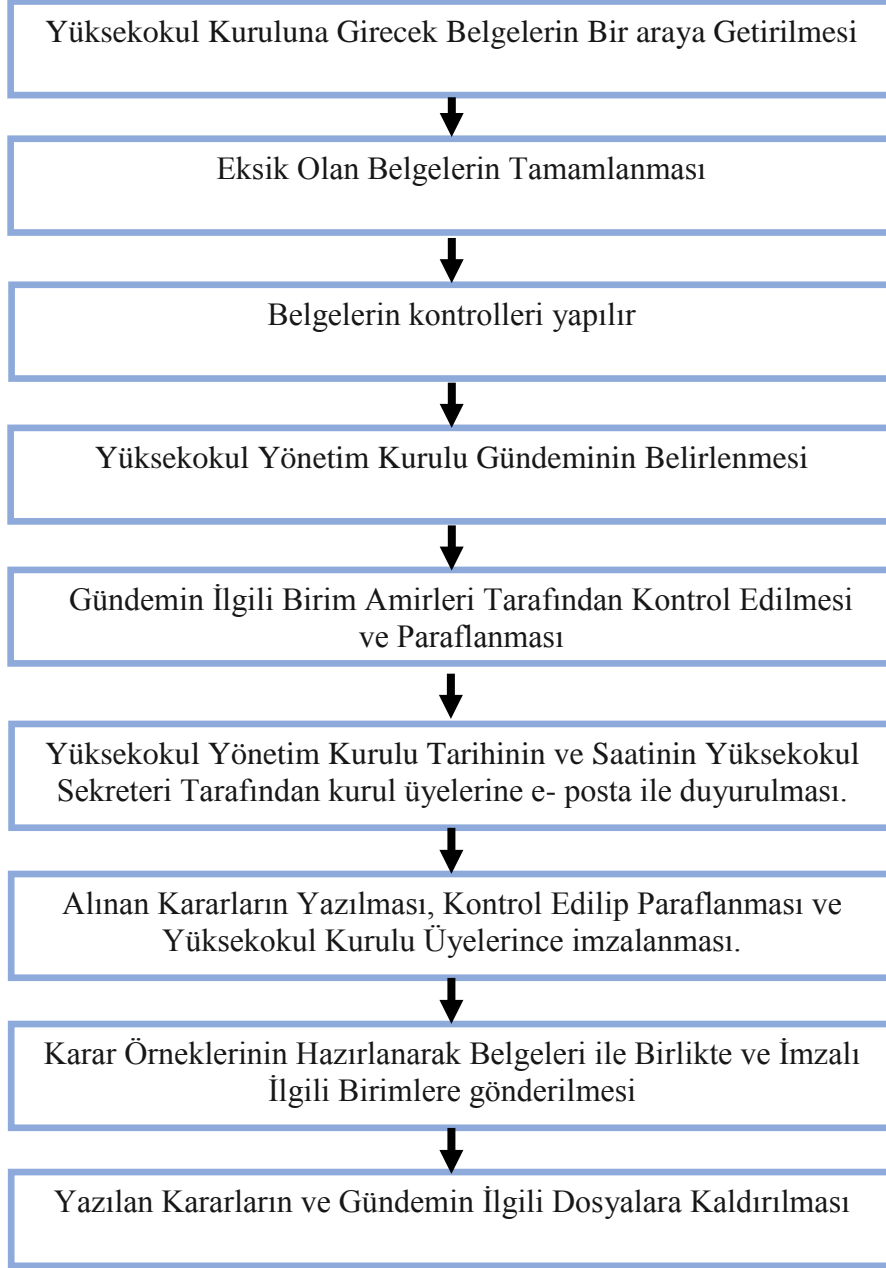 Yüksekokul Kuruluna Girecek Belgelerin Bir araya Getirilmesi
Eksik Olan Belgelerin Tamamlanması
Belgelerin kontrolleri yapılır
Yüksekokul Yönetim Kurulu Gündeminin Belirlenmesi
Gündemin İlgili Birim Amirleri Tarafından Kontrol Edilmesi
ve Paraflanması
Yüksekokul Yönetim Kurulu Tarihinin ve Saatinin Yüksekokul
Sekreteri Tarafından kurul üyelerine e- posta ile duyurulması.
Alınan Kararların Yazılması, Kontrol Edilip Paraflanması ve
Yüksekokul Kurulu Üyelerince imzalanması.
Karar Örneklerinin Hazırlanarak Belgeleri ile Birlikte ve İmzalı
İlgili Birimlere gönderilmesi
Yazılan Kararların ve Gündemin İlgili Dosyalara Kaldırılması